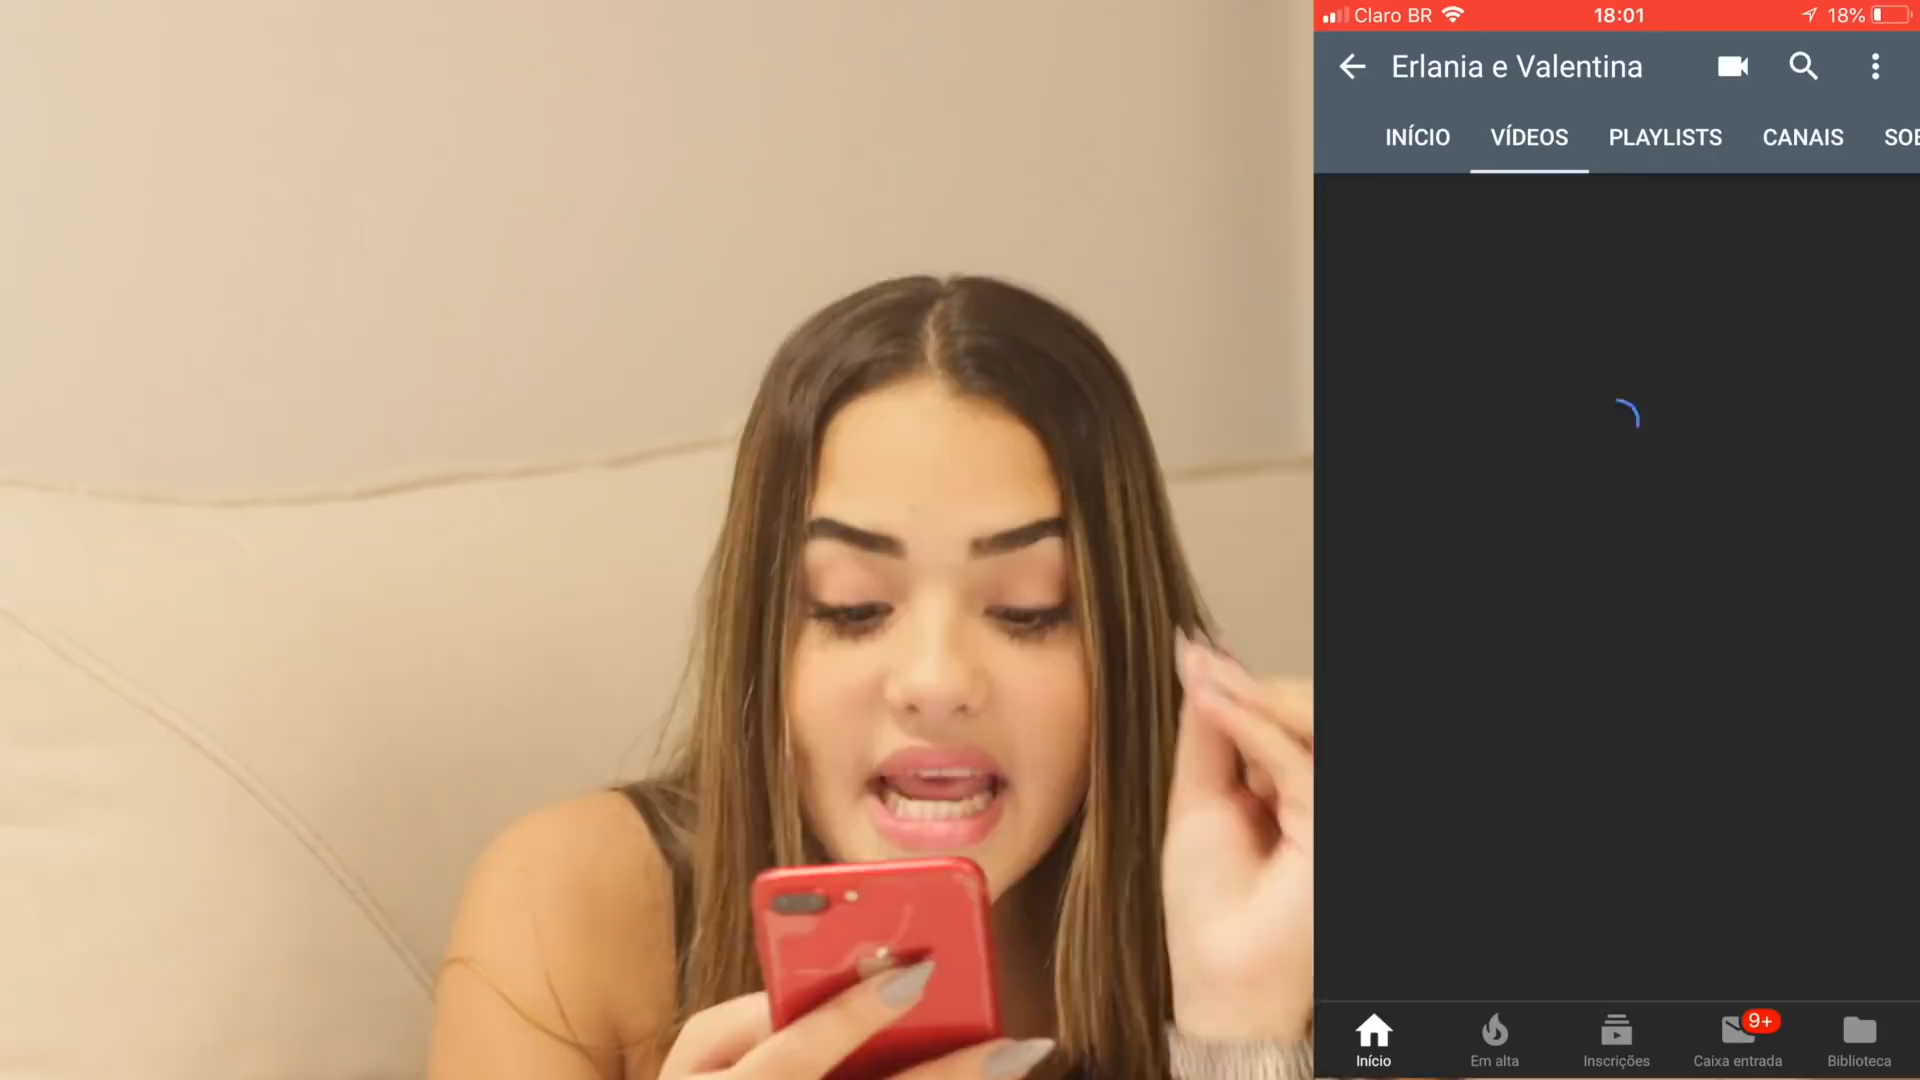 Claro BR 18:01 18%
Erlania e Valentina
INÍCIO VÍDEOS PLAYLISTS CANAIS SOB
9+
Início Em alta Inscrições Caixa entrada Biblioteca